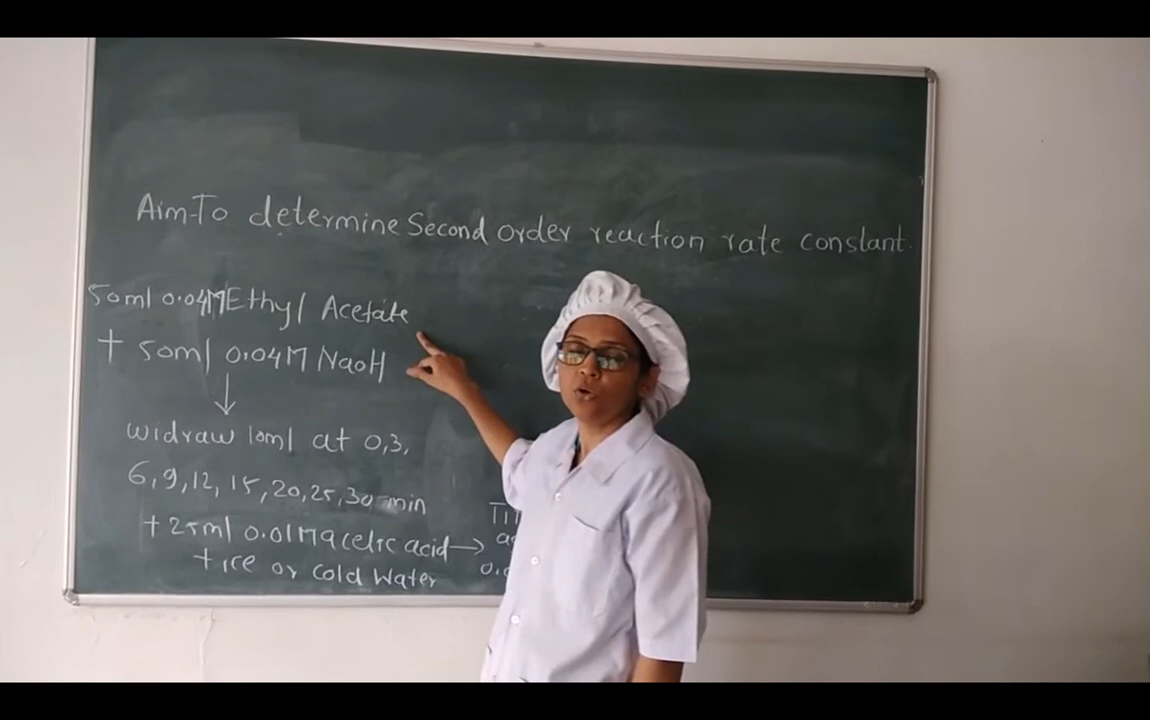 Aim-To determine Second order reaction rate constant.
50ml 0.04M Ethyl Acetate
+ 50ml 0.04M NaOH
↓
widraw 10ml at 0,3,
6,9,12, 15,20,25,30 min
+ 25ml 0.01M acetic acid →
+ ice or Cold Water